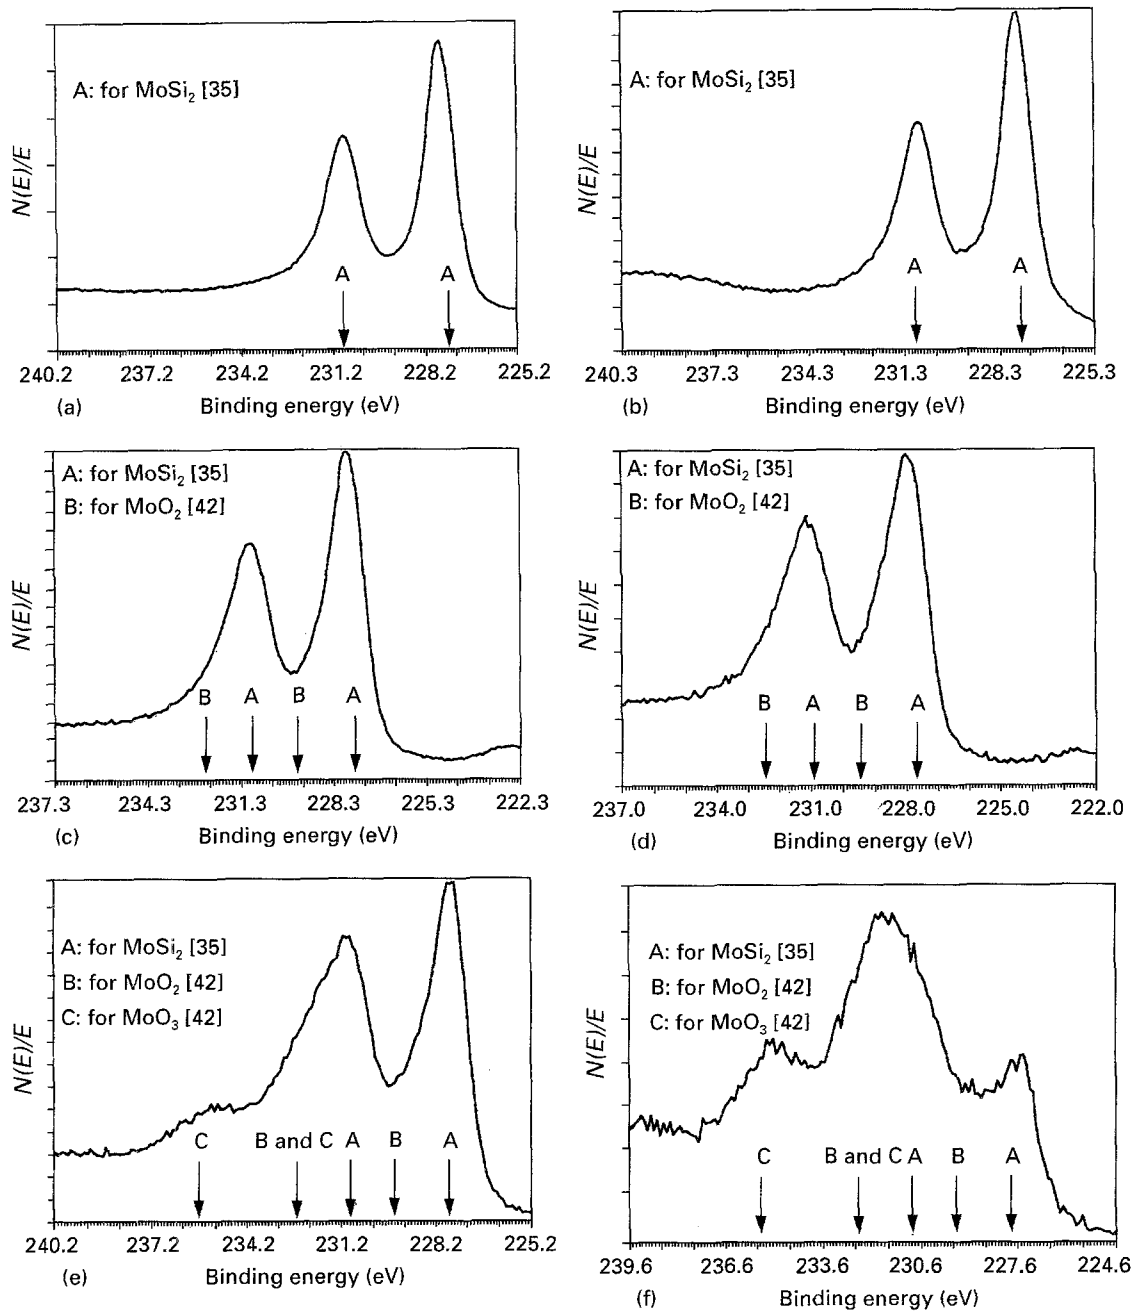 A: for MoSi₂ [35]
N(E)/E
A
A
240.2 237.2 234.2 231.2 228.2 225.2
(a) Binding energy (eV)
A: for MoSi₂ [35]
N(E)/E
A
A
240.3 237.3 234.3 231.3 228.3 225.3
(b) Binding energy (eV)
A: for MoSi₂ [35]
B: for MoO₂ [42]
N(E)/E
B A B A
237.3 234.3 231.3 228.3 225.3 222.3
(c) Binding energy (eV)
A: for MoSi₂ [35]
B: for MoO₂ [42]
N(E)/E
B A B A
237.0 234.0 231.0 228.0 225.0 222.0
(d) Binding energy (eV)
A: for MoSi₂ [35]
B: for MoO₂ [42]
C: for MoO₃ [42]
N(E)/E
C B and C A B A
240.2 237.2 234.2 231.2 228.2 225.2
(e) Binding energy (eV)
A: for MoSi₂ [35]
B: for MoO₂ [42]
C: for MoO₃ [42]
N(E)/E
C B and C A B A
239.6 236.6 233.6 230.6 227.6 224.6
(f) Binding energy (eV)